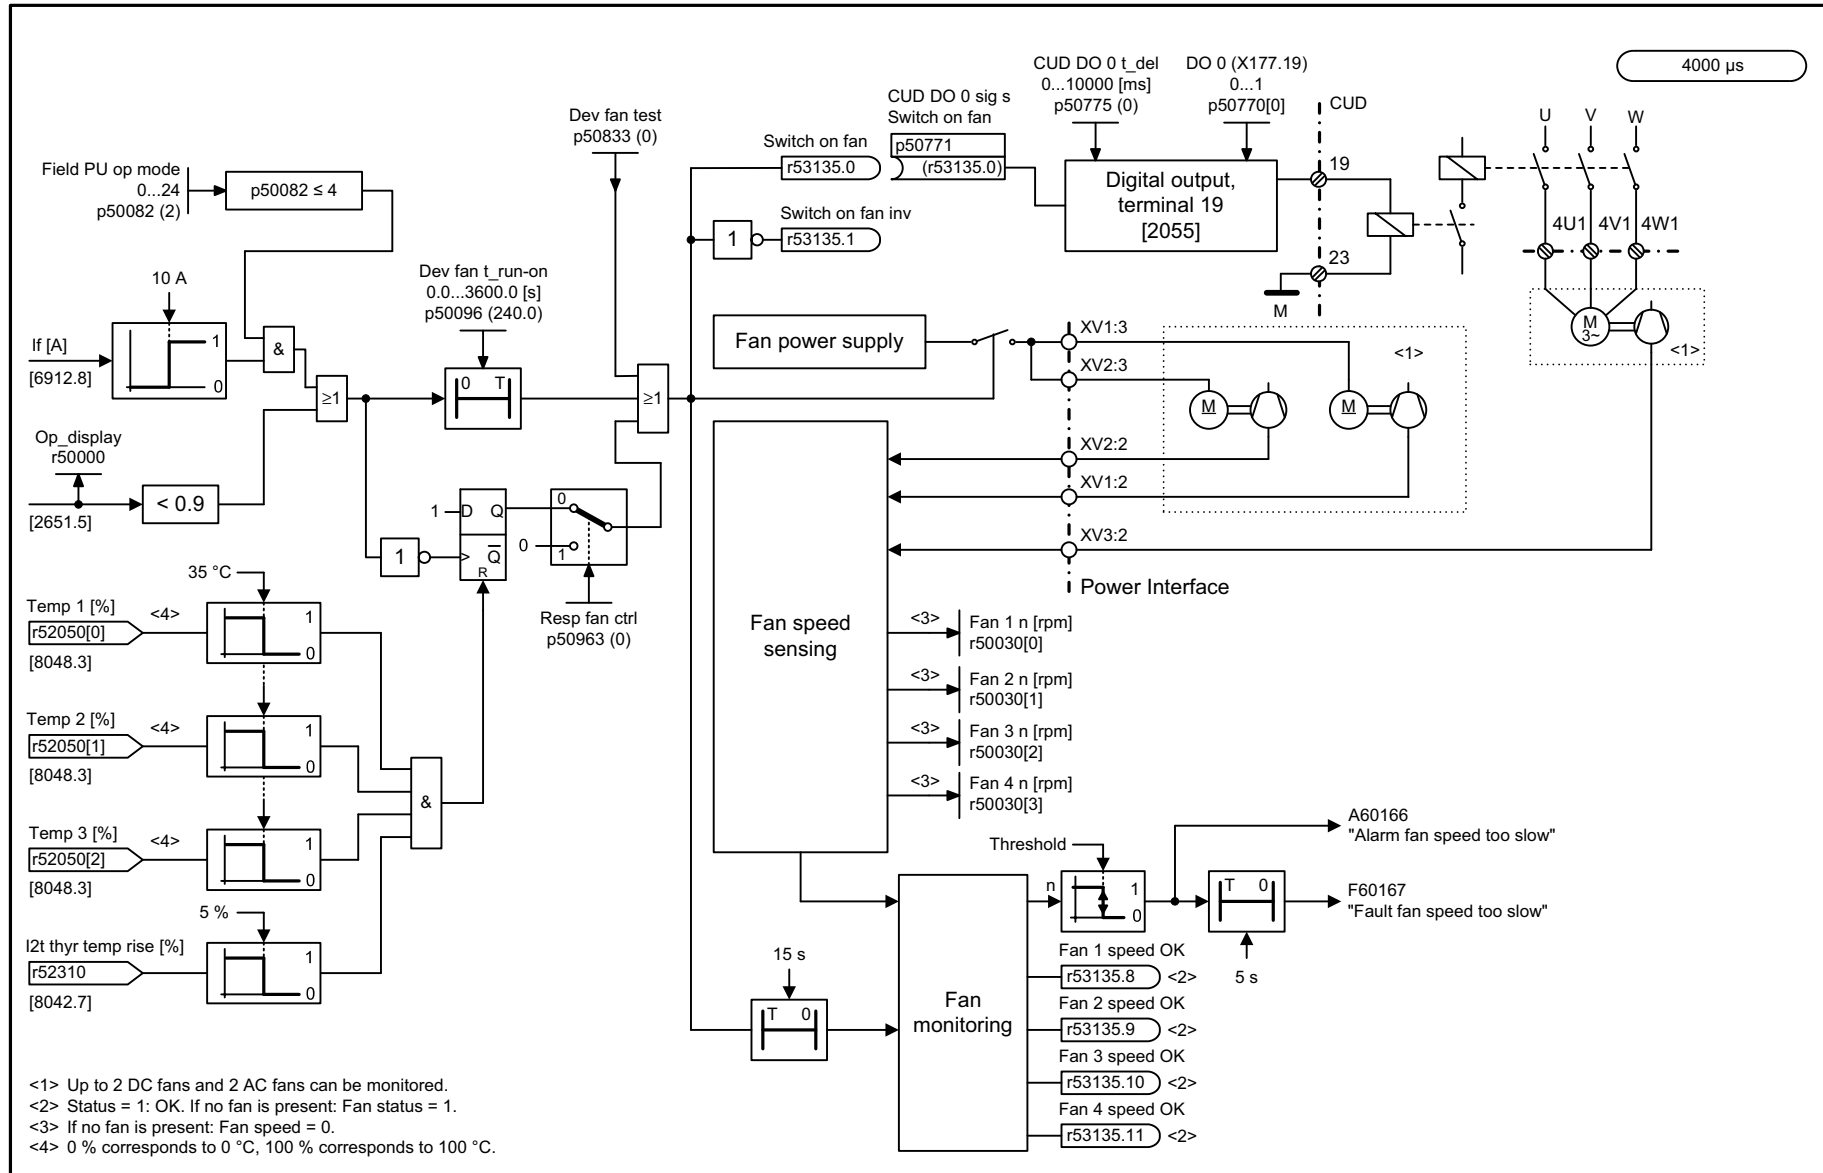 4000 µs
CUD DO 0 t_del
0...10000 [ms]
p50775 (0)
DO 0 (X177.19)
0...1
p50770[0]
CUD
U
V
W
CUD DO 0 sig s
Switch on fan
p50771
(r53135.0)
Dev fan test
p50833 (0)
Switch on fan
r53135.0
Switch on fan inv
1
r53135.1
Digital output,
terminal 19
[2055]
19
23
M
4U1
4V1
4W1
M
3~
<1>
Field PU op mode
0...24
p50082 (2)
p50082 ≤ 4
10 A
If [A]
[6912.8]
1
0
&
≥1
Dev fan t_run-on
0.0...3600.0 [s]
p50096 (240.0)
0
T
≥1
Op_display
r50000
[2651.5]
< 0.9
1
1
D
Q
Q
R
0
0
1
Resp fan ctrl
p50963 (0)
Fan power supply
XV1:3
XV2:3
<1>
M
M
XV2:2
XV1:2
XV3:2
Power Interface
35 °C
Temp 1 [%]
<4>
r52050[0]
[8048.3]
1
0
Temp 2 [%]
<4>
r52050[1]
[8048.3]
1
0
&
Temp 3 [%]
<4>
r52050[2]
[8048.3]
1
0
5 %
I2t thyr temp rise [%]
r52310
[8042.7]
1
0
Fan speed
sensing
<3>
Fan 1 n [rpm]
r50030[0]
<3>
Fan 2 n [rpm]
r50030[1]
<3>
Fan 3 n [rpm]
r50030[2]
<3>
Fan 4 n [rpm]
r50030[3]
Threshold
n
1
0
T
0
5 s
A60166
"Alarm fan speed too slow"
F60167
"Fault fan speed too slow"
15 s
T
0
Fan
monitoring
Fan 1 speed OK
r53135.8
<2>
Fan 2 speed OK
r53135.9
<2>
Fan 3 speed OK
r53135.10
<2>
Fan 4 speed OK
r53135.11
<2>
<1> Up to 2 DC fans and 2 AC fans can be monitored.
<2> Status = 1: OK. If no fan is present: Fan status = 1.
<3> If no fan is present: Fan speed = 0.
<4> 0 % corresponds to 0 °C, 100 % corresponds to 100 °C.